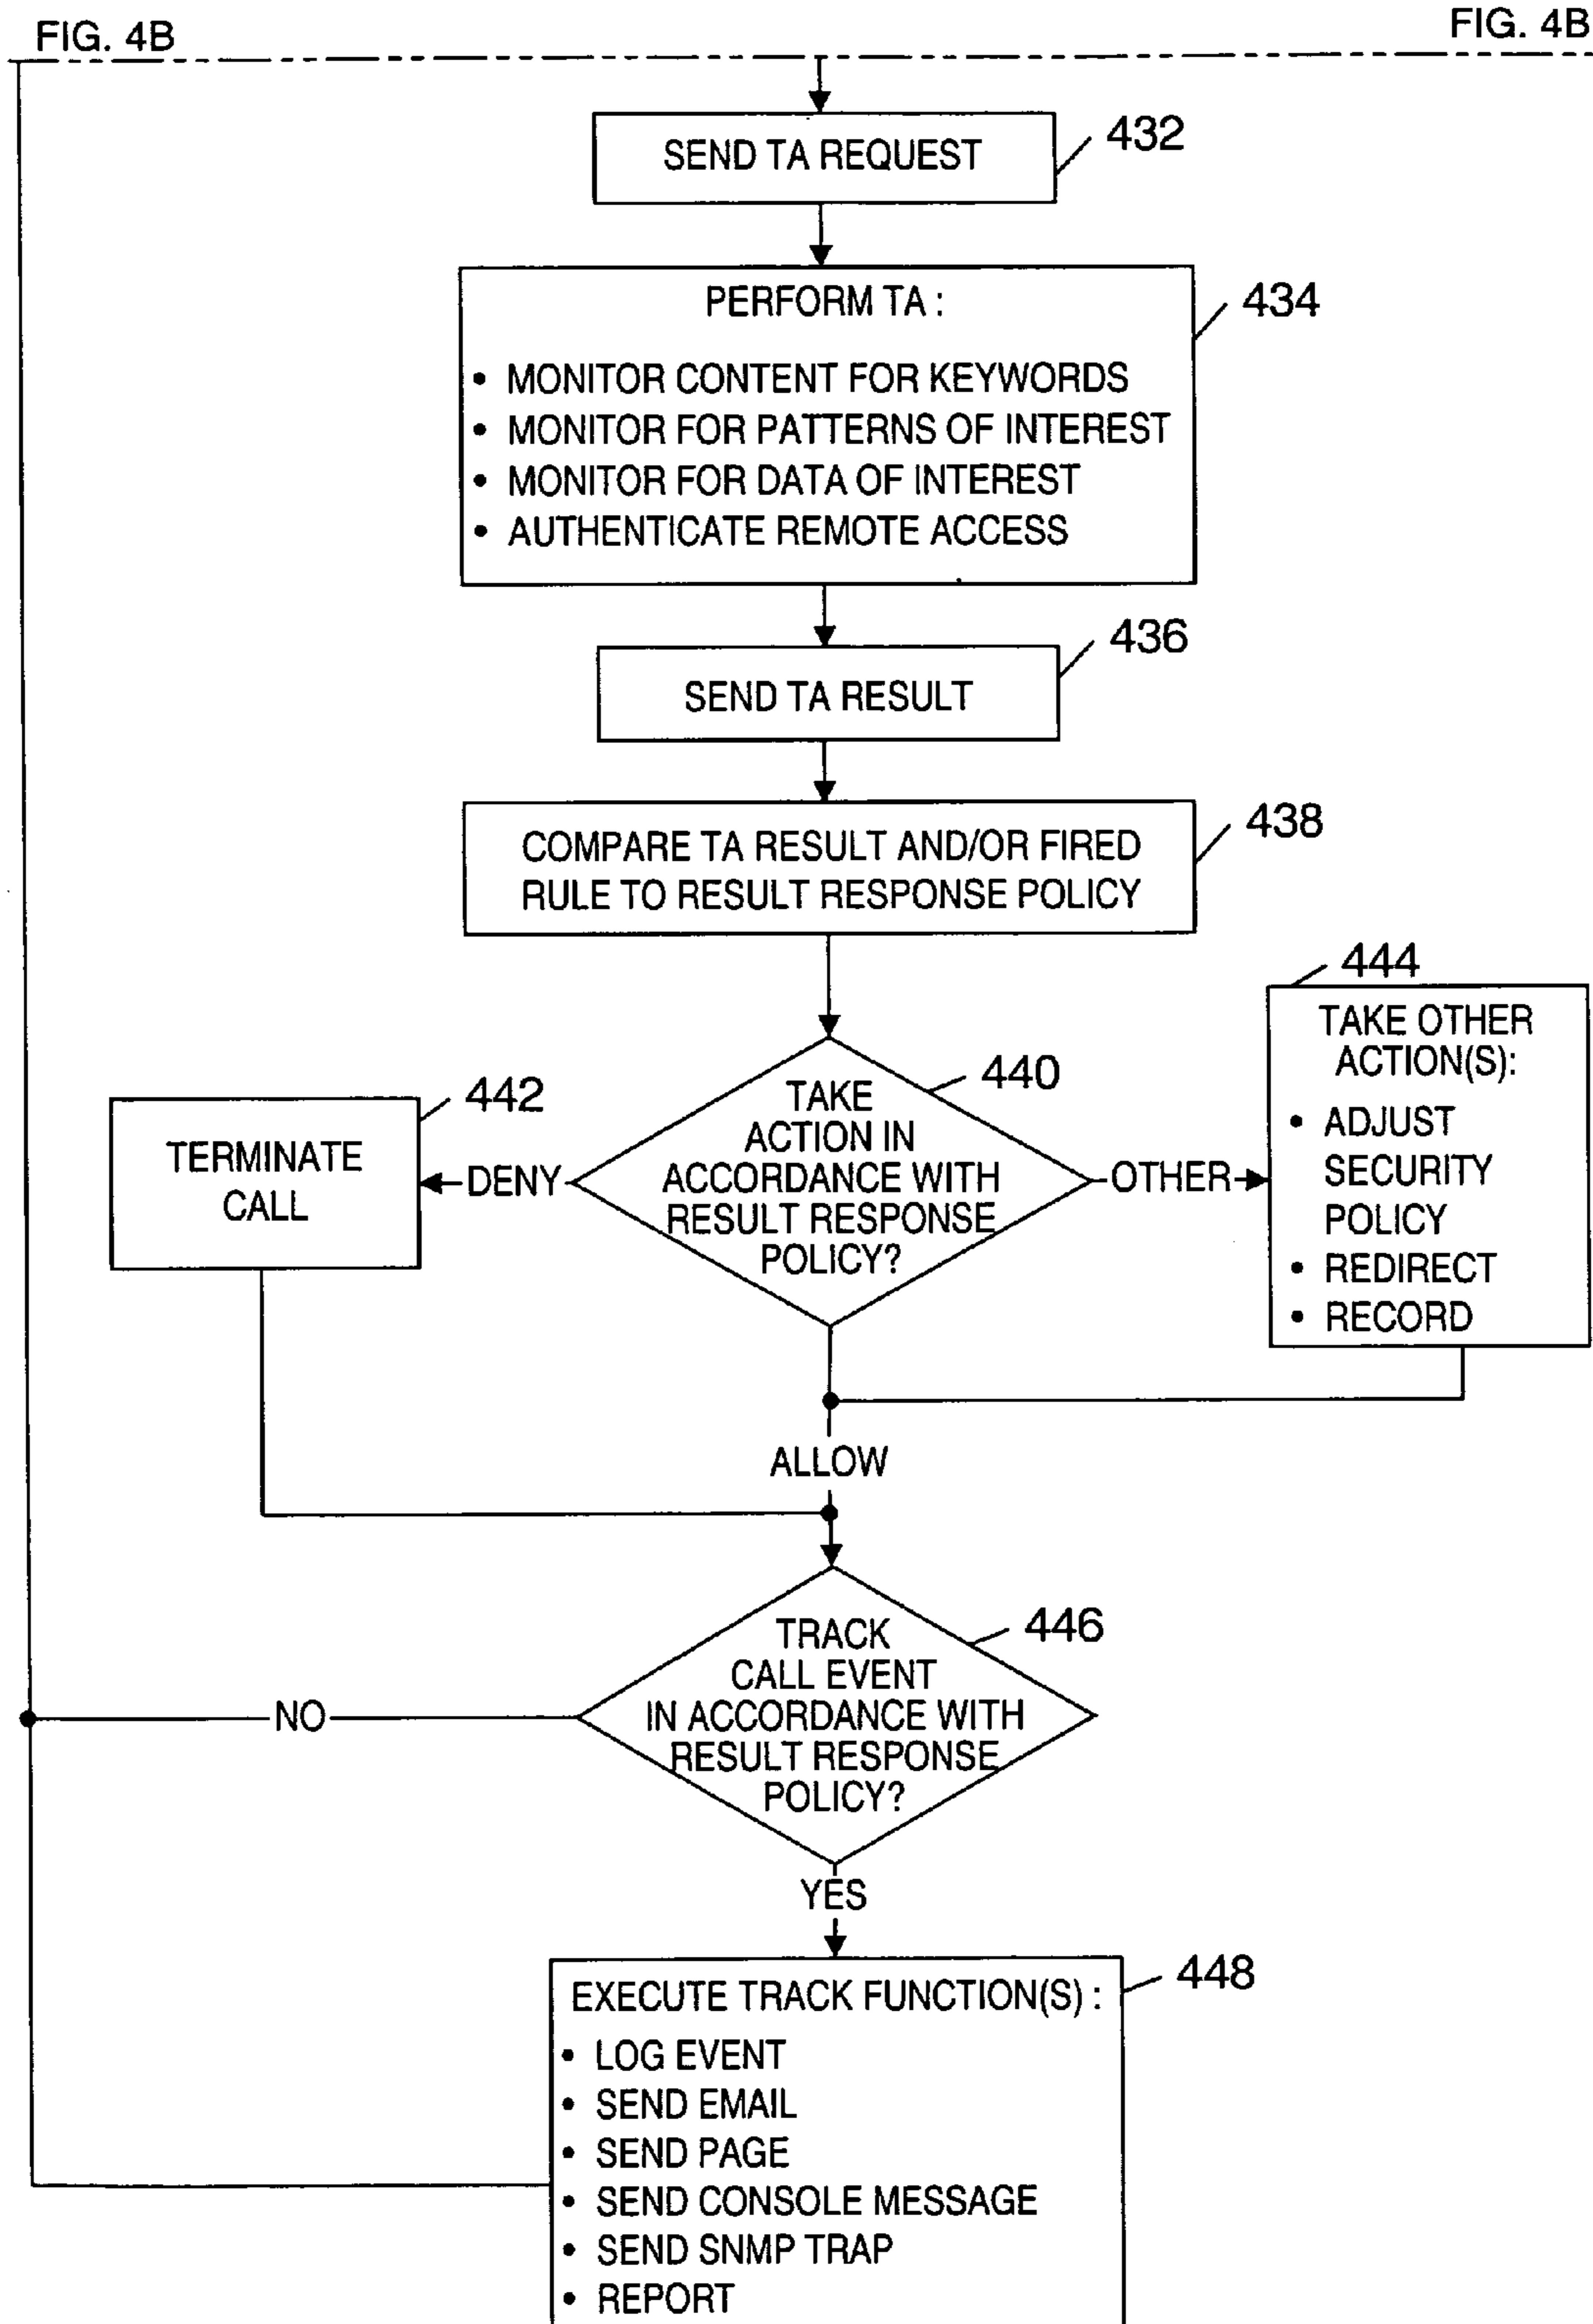 FIG. 4B
FIG. 4B
SEND TA REQUEST
432
PERFORM TA :
434
• MONITOR CONTENT FOR KEYWORDS
• MONITOR FOR PATTERNS OF INTEREST
• MONITOR FOR DATA OF INTEREST
• AUTHENTICATE REMOTE ACCESS
436
SEND TA RESULT
438
COMPARE TA RESULT AND/OR FIRED
RULE TO RESULT RESPONSE POLICY
444
TAKE OTHER
ACTION(S):
• ADJUST
SECURITY
POLICY
• REDIRECT
• RECORD
440
TAKE
ACTION IN
ACCORDANCE WITH
RESULT RESPONSE
POLICY?
442
TERMINATE
CALL
DENY
OTHER
ALLOW
446
TRACK
CALL EVENT
IN ACCORDANCE WITH
RESULT RESPONSE
POLICY?
NO
YES
448
EXECUTE TRACK FUNCTION(S) :
• LOG EVENT
• SEND EMAIL
• SEND PAGE
• SEND CONSOLE MESSAGE
• SEND SNMP TRAP
• REPORT